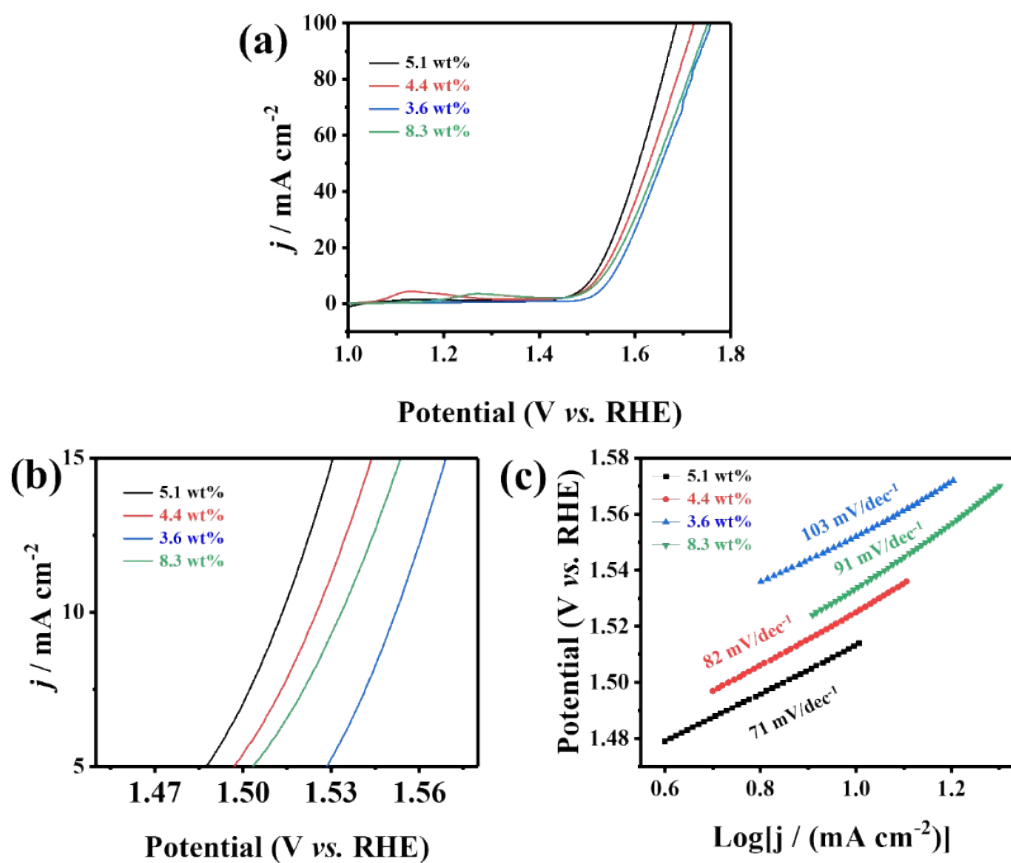 (a)
5.1 wt%
4.4 wt%
3.6 wt%
8.3 wt%
j / mA cm⁻²
100
80
60
40
20
0
1.0 1.2 1.4 1.6 1.8
Potential (V vs. RHE)
(b)
5.1 wt%
4.4 wt%
3.6 wt%
8.3 wt%
j / mA cm⁻²
15
10
5
1.47 1.50 1.53 1.56
Potential (V vs. RHE)
(c)
5.1 wt%
4.4 wt%
3.6 wt%
8.3 wt%
103 mV/dec⁻¹
91 mV/dec⁻¹
82 mV/dec⁻¹
71 mV/dec⁻¹
Potential (V vs. RHE)
1.58
1.56
1.54
1.52
1.50
1.48
0.6 0.8 1.0 1.2
Log[j / (mA cm⁻²)]